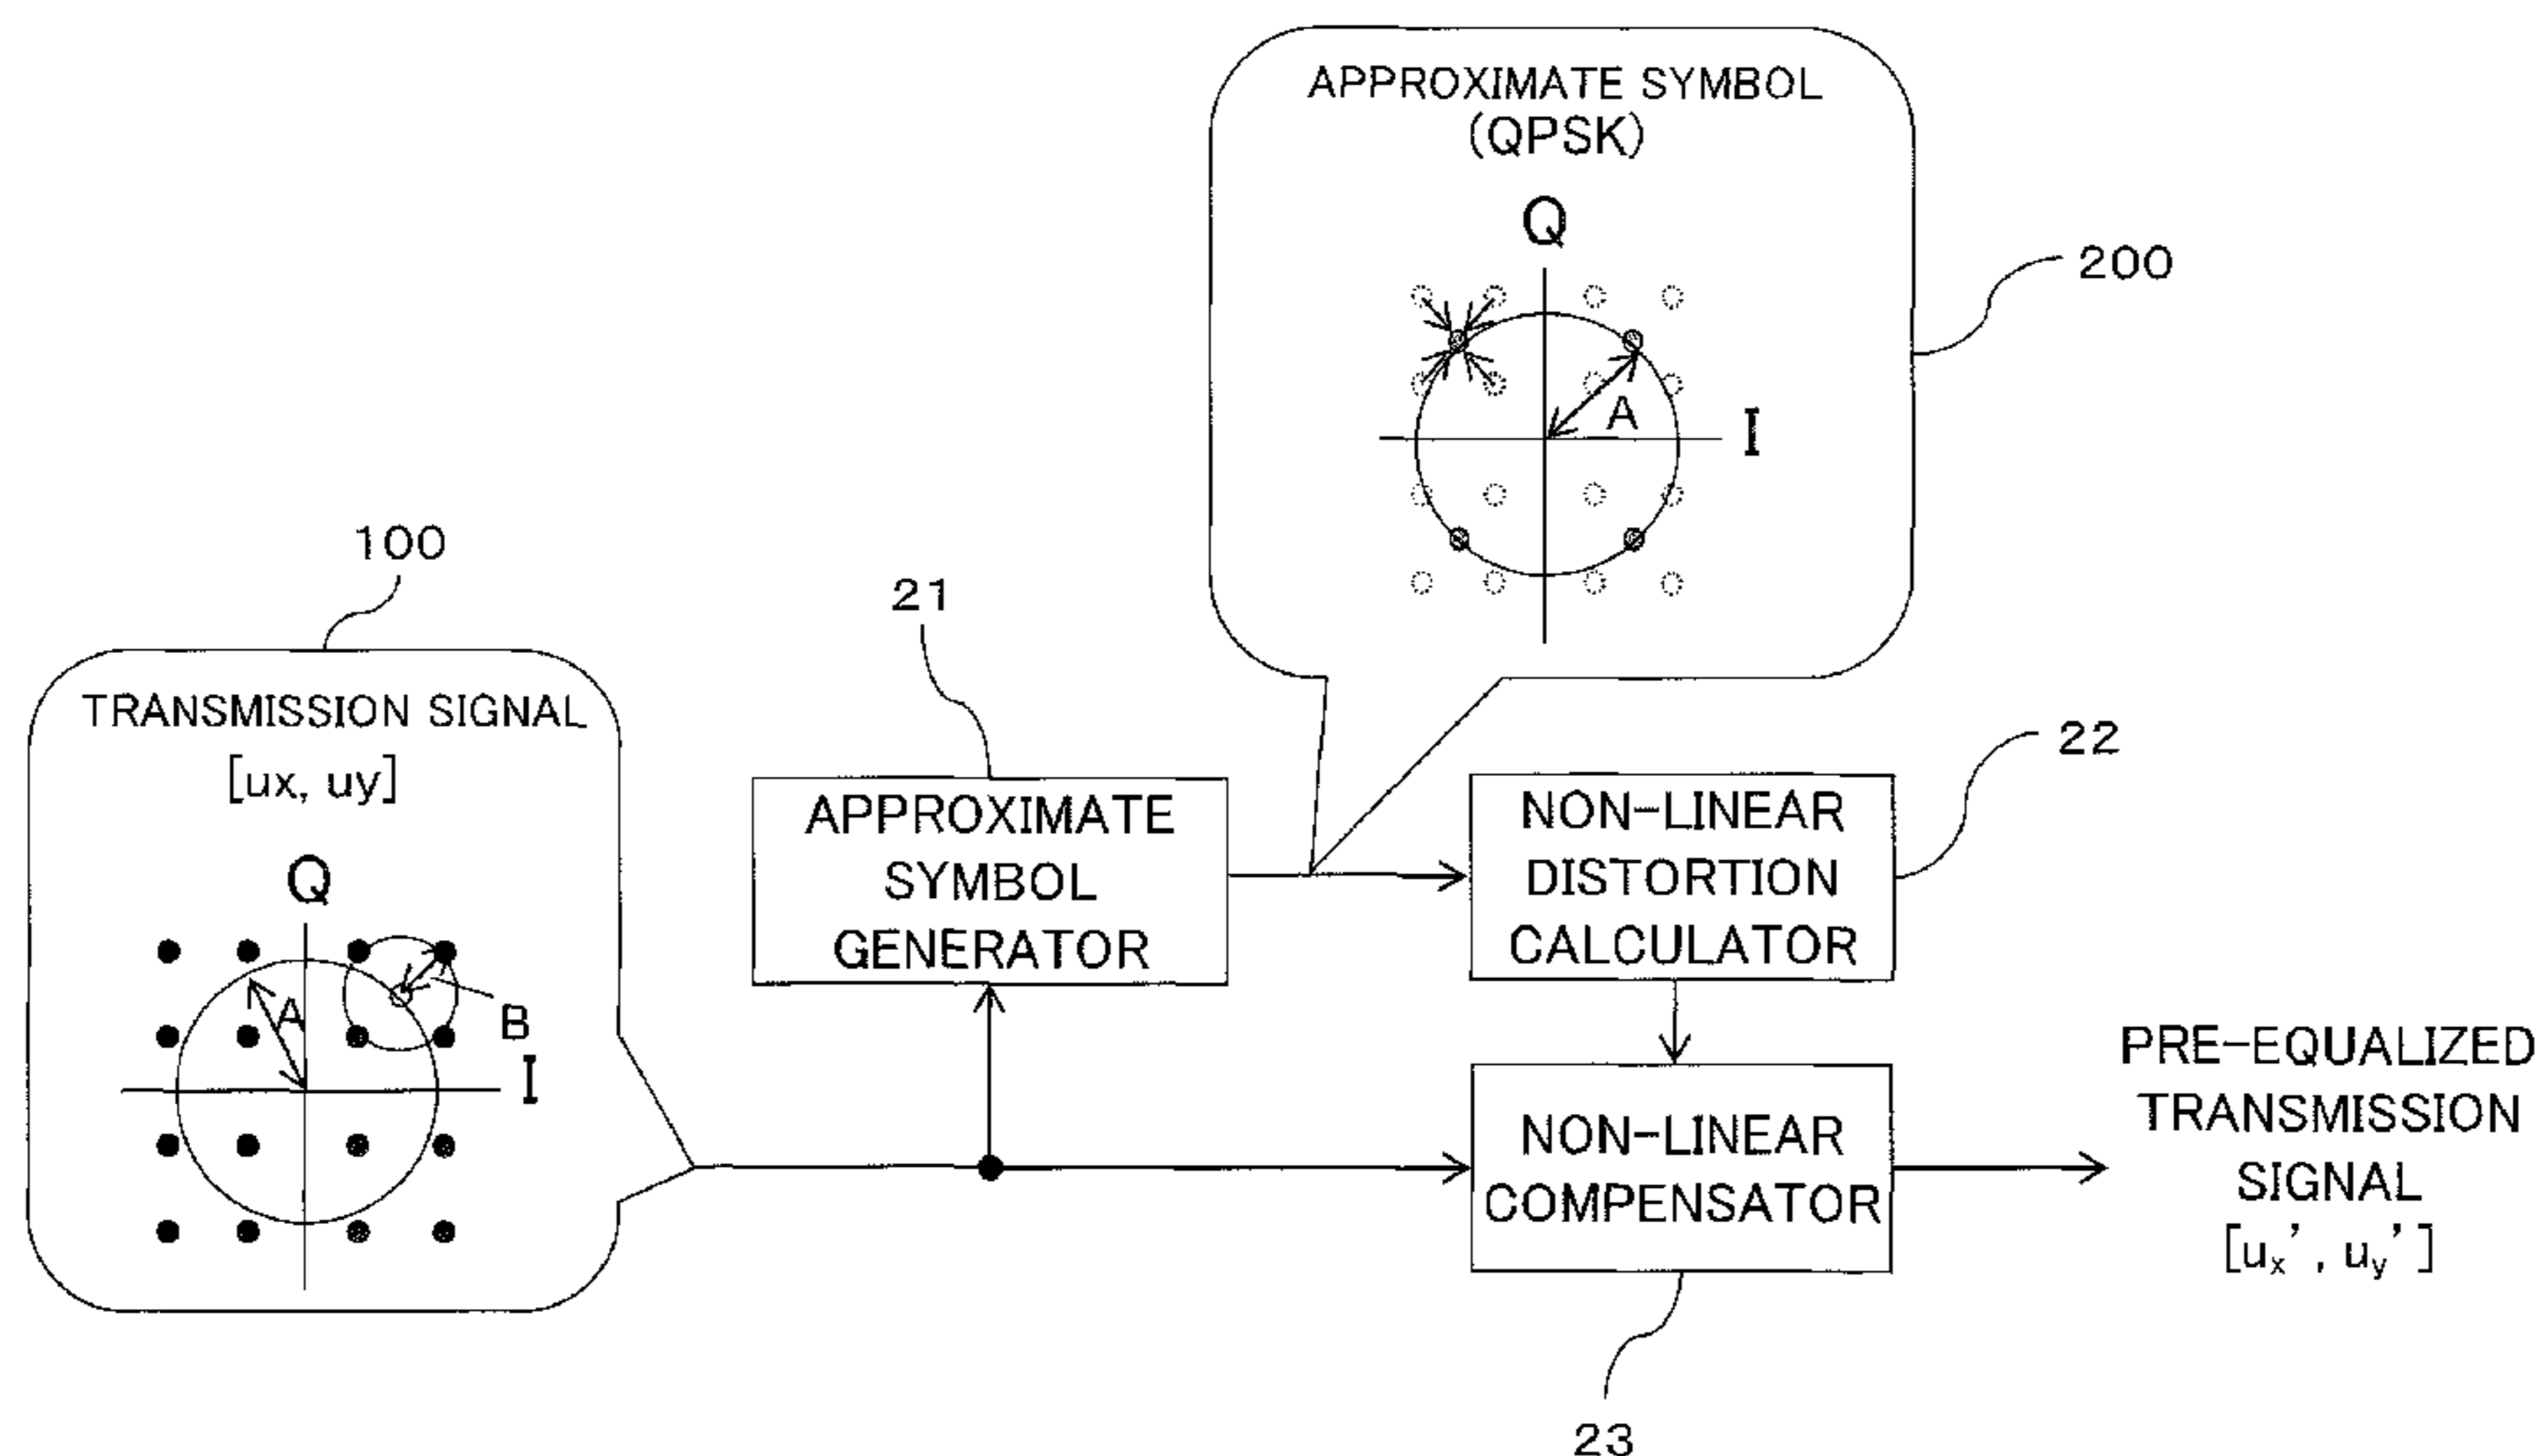 APPROXIMATE SYMBOL
(QPSK)
Q
200
A
I
100
21
TRANSMISSION SIGNAL
[ux, uy]
22
APPROXIMATE
SYMBOL
GENERATOR
NON-LINEAR
DISTORTION
CALCULATOR
Q
A
B
I
NON-LINEAR
COMPENSATOR
PRE-EQUALIZED
TRANSMISSION
SIGNAL
[ux', uy']
23